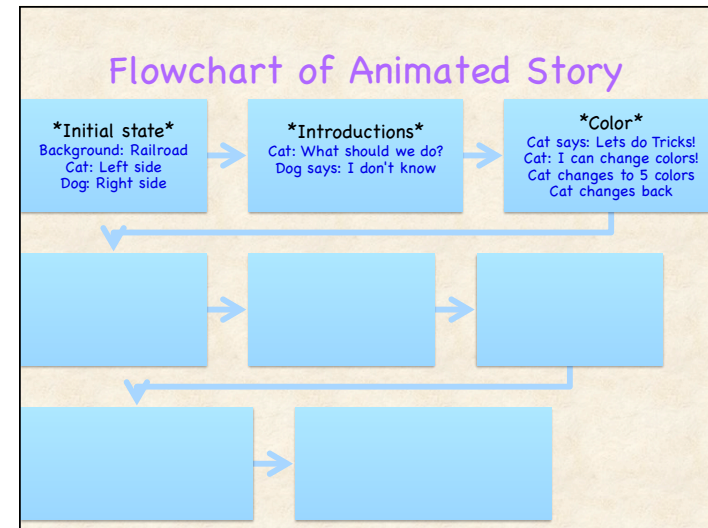 Flowchart of Animated Story
*Initial state*
Background: Railroad
Cat: Left side
Dog: Right side
*Introductions*
Cat: What should we do?
Dog says: I don't know
*Color*
Cat says: Lets do Tricks!
Cat: I can change colors!
Cat changes to 5 colors
Cat changes back